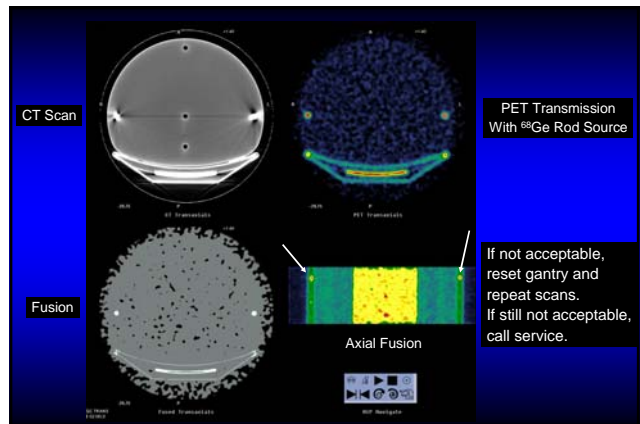 CT Scan
PET Transmission
With ⁶⁸Ge Rod Source
CT Transaxials
PET Transaxials
If not acceptable,
reset gantry and
repeat scans.
If still not acceptable,
call service.
Fusion
Axial Fusion
Fused Transaxials
MVP Navigate